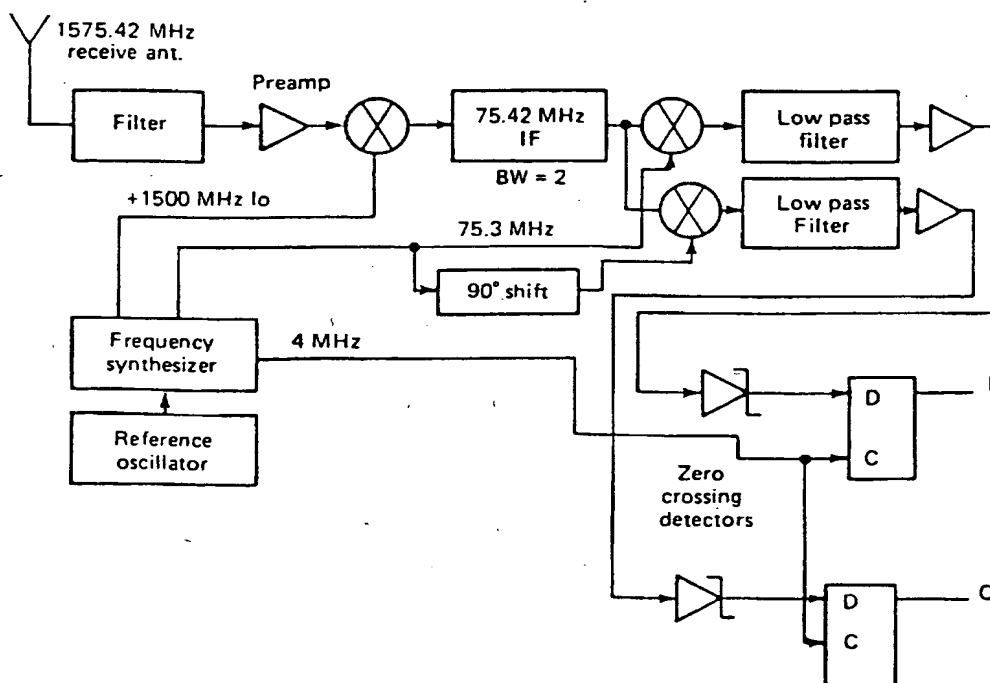 1575.42 MHz
receive ant.
Preamp
Filter
75.42 MHz
IF
BW = 2
Low pass
filter
+1500 MHz lo
75.3 MHz
Low pass
Filter
90° shift
Frequency
synthesizer
4 MHz
Reference
oscillator
D
C
Zero
crossing
detectors
D
C